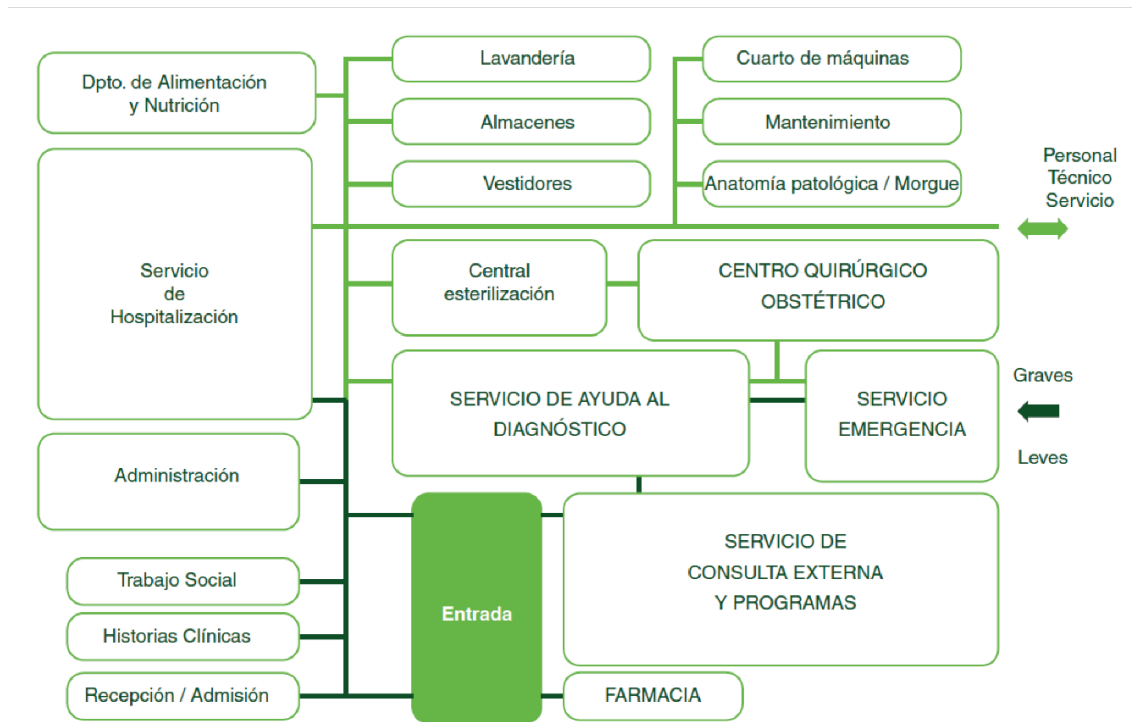 Dpto. de Alimentación
y Nutrición
Lavandería
Cuarto de máquinas
Almacenes
Mantenimiento
Vestidores
Anatomía patológica / Morgue
Personal
Técnico
Servicio
Servicio
de
Hospitalización
Central
esterilización
CENTRO QUIRÚRGICO
OBSTÉTRICO
SERVICIO DE AYUDA AL
DIAGNÓSTICO
SERVICIO
EMERGENCIA
Graves
Leves
Administración
Trabajo Social
Historias Clínicas
Recepción / Admisión
Entrada
SERVICIO DE
CONSULTA EXTERNA
Y PROGRAMAS
FARMACIA